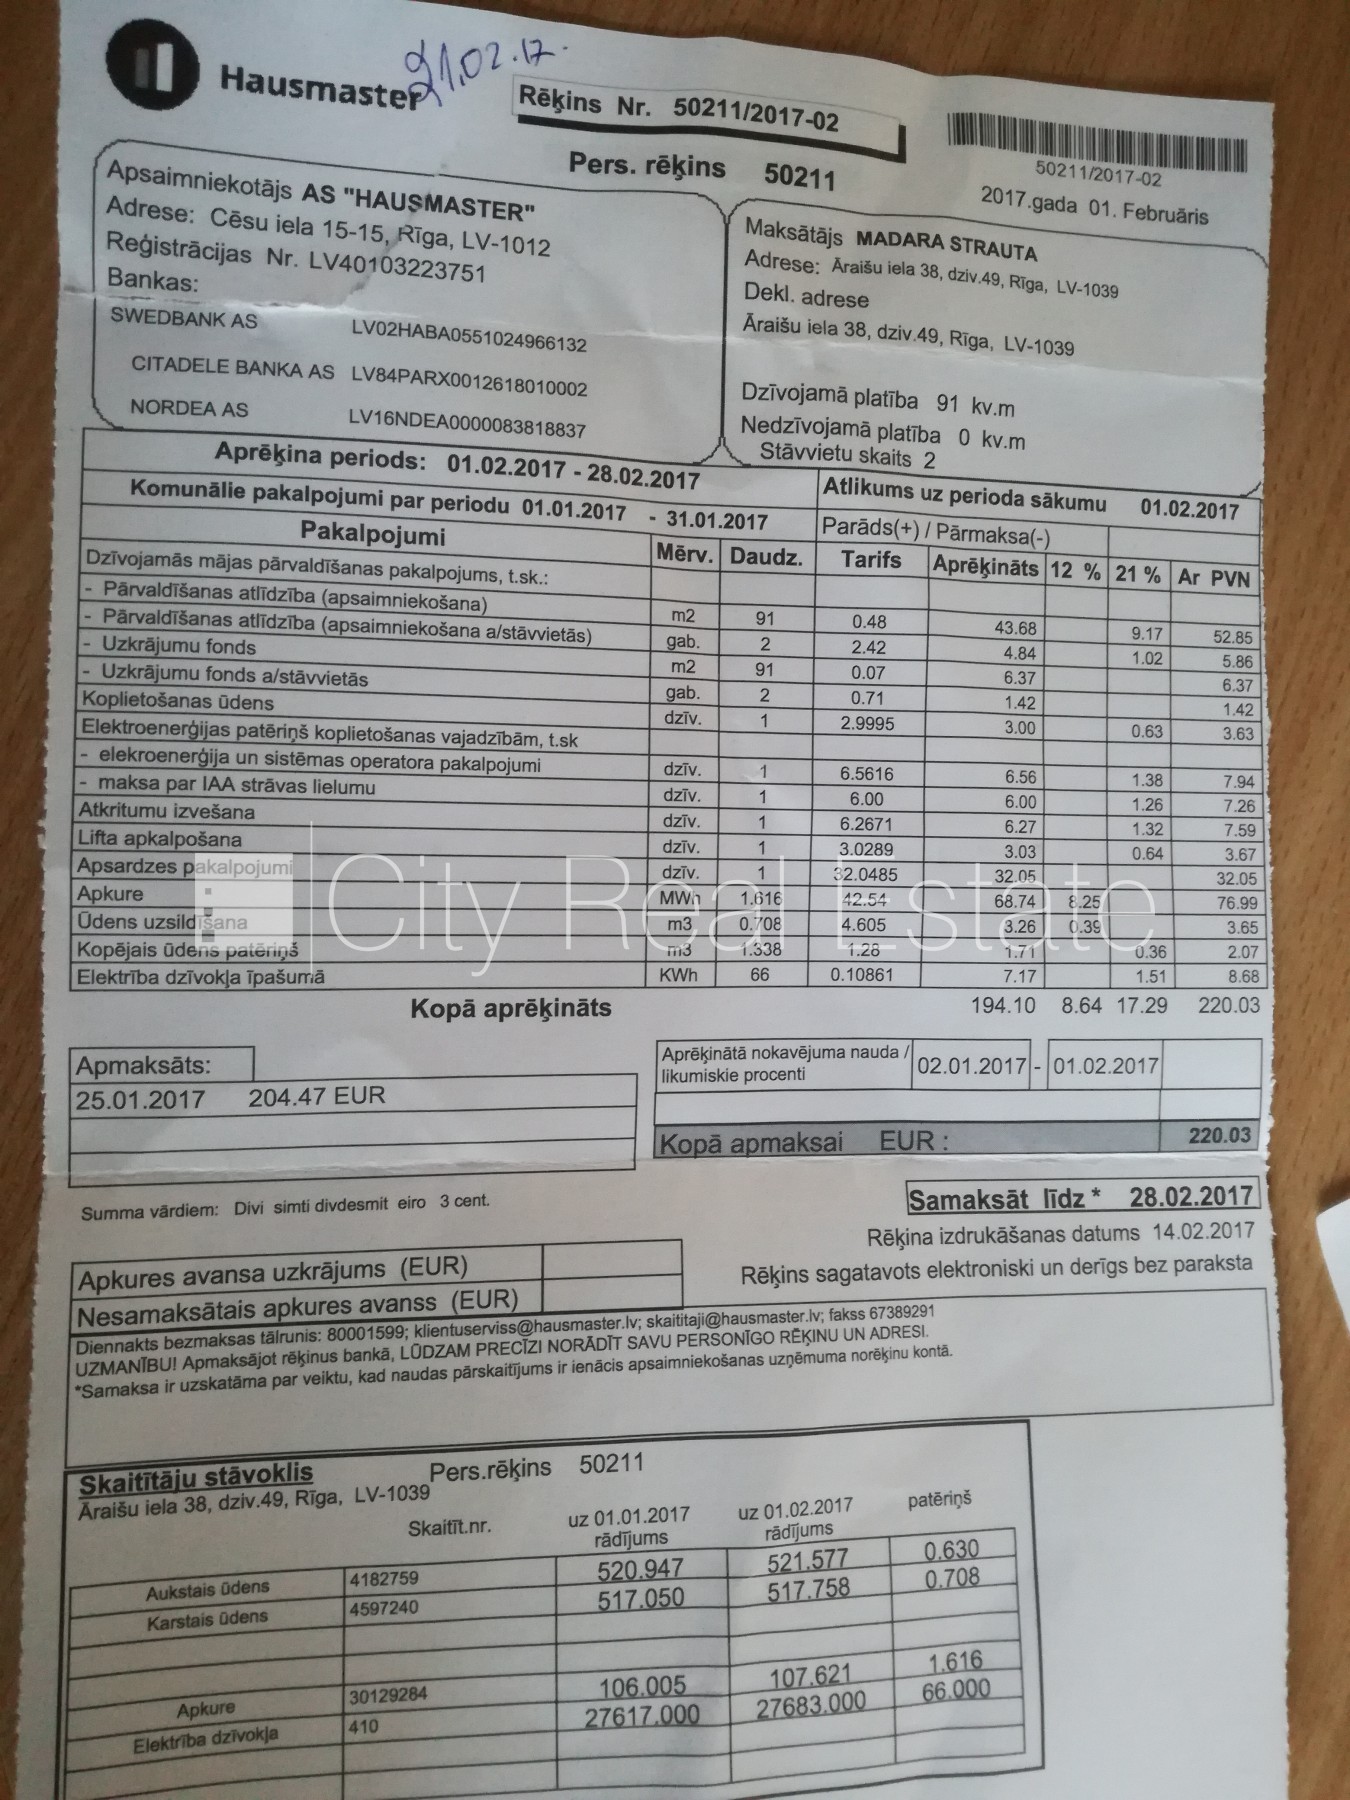 Hausmaster
21.02.17.
Rēķins Nr. 50211/2017-02
Pers. rēķins 50211
50211/2017-02
2017.gada 01. Februāris
Apsaimniekotājs AS "HAUSMASTER"
Adrese: Cēsu iela 15-15, Rīga, LV-1012
Reģistrācijas Nr. LV40103223751
Bankas:
SWEDBANK AS LV02HABA0551024966132
CITADELE BANKA AS LV84PARX0012618010002
NORDEA AS LV16NDEA0000083818837
Maksātājs MADARA STRAUTA
Adrese: Āraišu iela 38, dziv.49, Rīga, LV-1039
Dekl. adrese
Āraišu iela 38, dziv.49, Rīga, LV-1039
Dzīvojamā platība 91 kv.m
Nedzīvojamā platība 0 kv.m
Stāvvietu skaits 2
Aprēķina periods: 01.02.2017 - 28.02.2017
Atlikums uz perioda sākumu 01.02.2017
Komunālie pakalpojumi par periodu 01.01.2017 - 31.01.2017
Parāds(+) / Pārmaksa(-)
Pakalpojumi Mērv. Daudz. Tarifs Aprēķināts 12 % 21 % Ar PVN
Dzīvojamās mājas pārvaldīšanas pakalpojums, t.sk.:
- Pārvaldīšanas atlīdzība (apsaimniekošana) m2 91 0.48 43.68 9.17 52.85
- Pārvaldīšanas atlīdzība (apsaimniekošana a/stāvvietās) gab. 2 2.42 4.84 1.02 5.86
- Uzkrājumu fonds m2 91 0.07 6.37 6.37
- Uzkrājumu fonds a/stāvvietās gab. 2 0.71 1.42 1.42
Koplietošanas ūdens dzīv. 1 2.9995 3.00 0.63 3.63
Elektroenerģijas patēriņš koplietošanas vajadzībām, t.sk
- elekroenerģija un sistēmas operatora pakalpojumi dzīv. 1 6.5616 6.56 1.38 7.94
- maksa par IAA strāvas lielumu dzīv. 1 6.00 6.00 1.26 7.26
Atkritumu izvešana dzīv. 1 6.2671 6.27 1.32 7.59
Lifta apkalpošana dzīv. 1 3.0289 3.03 0.64 3.67
Apsardzes pakalpojumi dzīv. 1 32.0485 32.05 32.05
Apkure MWh 1.616 42.54 68.74 8.25 76.99
Ūdens uzsildīšana m3 0.708 4.605 3.26 0.39 3.65
Kopējais ūdens patēriņš m3 1.338 1.28 1.71 0.36 2.07
Elektrība dzīvokļa īpašumā KWh 66 0.10861 7.17 1.51 8.68
City Real Estate
Kopā aprēķināts 194.10 8.64 17.29 220.03
Apmaksāts:
25.01.2017 204.47 EUR
Aprēķinātā nokavējuma nauda /
likumiskie procenti 02.01.2017 - 01.02.2017
Kopā apmaksai EUR : 220.03
Summa vārdiem: Divi simti divdesmit eiro 3 cent.
Samaksāt līdz * 28.02.2017
Rēķina izdrukāšanas datums 14.02.2017
Rēķins sagatavots elektroniski un derīgs bez paraksta
Apkures avansa uzkrājums (EUR)
Nesamaksātais apkures avanss (EUR)
Diennakts bezmaksas tālrunis: 80001599; klientuserviss@hausmaster.lv; skaititaji@hausmaster.lv; fakss 67389291
UZMANĪBU! Apmaksājot rēķinus bankā, LŪDZAM PRECĪZI NORĀDĪT SAVU PERSONĪGO RĒĶINU UN ADRESI.
*Samaksa ir uzskatāma par veiktu, kad naudas pārskaitījums ir ienācis apsaimniekošanas uzņēmuma norēķinu kontā.
Skaitītāju stāvoklis Pers.rēķins 50211
Āraišu iela 38, dziv.49, Rīga, LV-1039
Skaitīt.nr. uz 01.01.2017 uz 01.02.2017 patēriņš
rādījums rādījums
Aukstais ūdens 4182759 520.947 521.577 0.630
Karstais ūdens 4597240 517.050 517.758 0.708
Apkure 30129284 106.005 107.621 1.616
Elektrība dzīvokļa 410 27617.000 27683.000 66.000